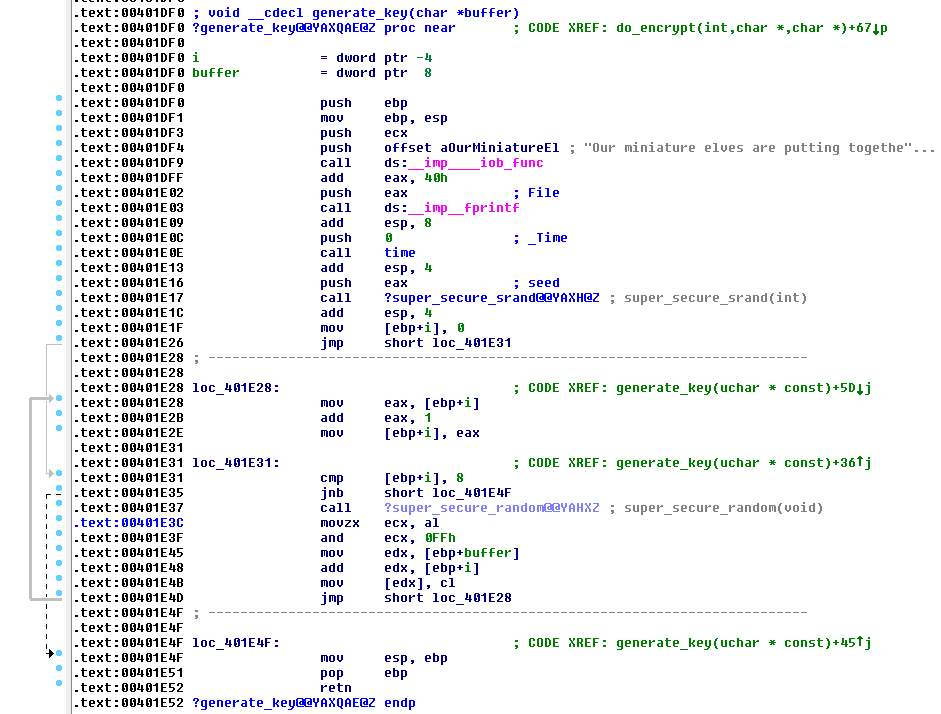 .text:00401DF0 ; void __cdecl generate_key(char *buffer)
.text:00401DF0 ?generate_key@@YAXQAE@Z proc near ; CODE XREF: do_encrypt(int,char *,char *)+67↓p
.text:00401DF0
.text:00401DF0 i = dword ptr -4
.text:00401DF0 buffer = dword ptr 8
.text:00401DF0
.text:00401DF0 push ebp
.text:00401DF1 mov ebp, esp
.text:00401DF3 push ecx
.text:00401DF4 push offset aOurMiniatureEl ; "Our miniature elves are putting togethe"...
.text:00401DF9 call ds:__imp____iob_func
.text:00401DFF add eax, 40h
.text:00401E02 push eax ; File
.text:00401E03 call ds:__imp__fprintf
.text:00401E09 add esp, 8
.text:00401E0C push 0 ; _Time
.text:00401E0E call time
.text:00401E13 add esp, 4
.text:00401E16 push eax ; seed
.text:00401E17 call ?super_secure_srand@@YAXH@Z ; super_secure_srand(int)
.text:00401E1C add esp, 4
.text:00401E1F mov [ebp+i], 0
.text:00401E26 jmp short loc_401E31
.text:00401E28 ; ---------------------------------------------------------------------------
.text:00401E28
.text:00401E28 loc_401E28: ; CODE XREF: generate_key(uchar * const)+5D↓j
.text:00401E28 mov eax, [ebp+i]
.text:00401E2B add eax, 1
.text:00401E2E mov [ebp+i], eax
.text:00401E31
.text:00401E31 loc_401E31: ; CODE XREF: generate_key(uchar * const)+36↑j
.text:00401E31 cmp [ebp+i], 8
.text:00401E35 jnb short loc_401E4F
.text:00401E37 call ?super_secure_random@@YAHXZ ; super_secure_random(void)
.text:00401E3C movzx ecx, al
.text:00401E3F and ecx, 0FFh
.text:00401E45 mov edx, [ebp+buffer]
.text:00401E48 add edx, [ebp+i]
.text:00401E4B mov [edx], cl
.text:00401E4D jmp short loc_401E28
.text:00401E4F ; ---------------------------------------------------------------------------
.text:00401E4F
.text:00401E4F loc_401E4F: ; CODE XREF: generate_key(uchar * const)+45↑j
.text:00401E4F mov esp, ebp
.text:00401E51 pop ebp
.text:00401E52 retn
.text:00401E52 ?generate_key@@YAXQAE@Z endp